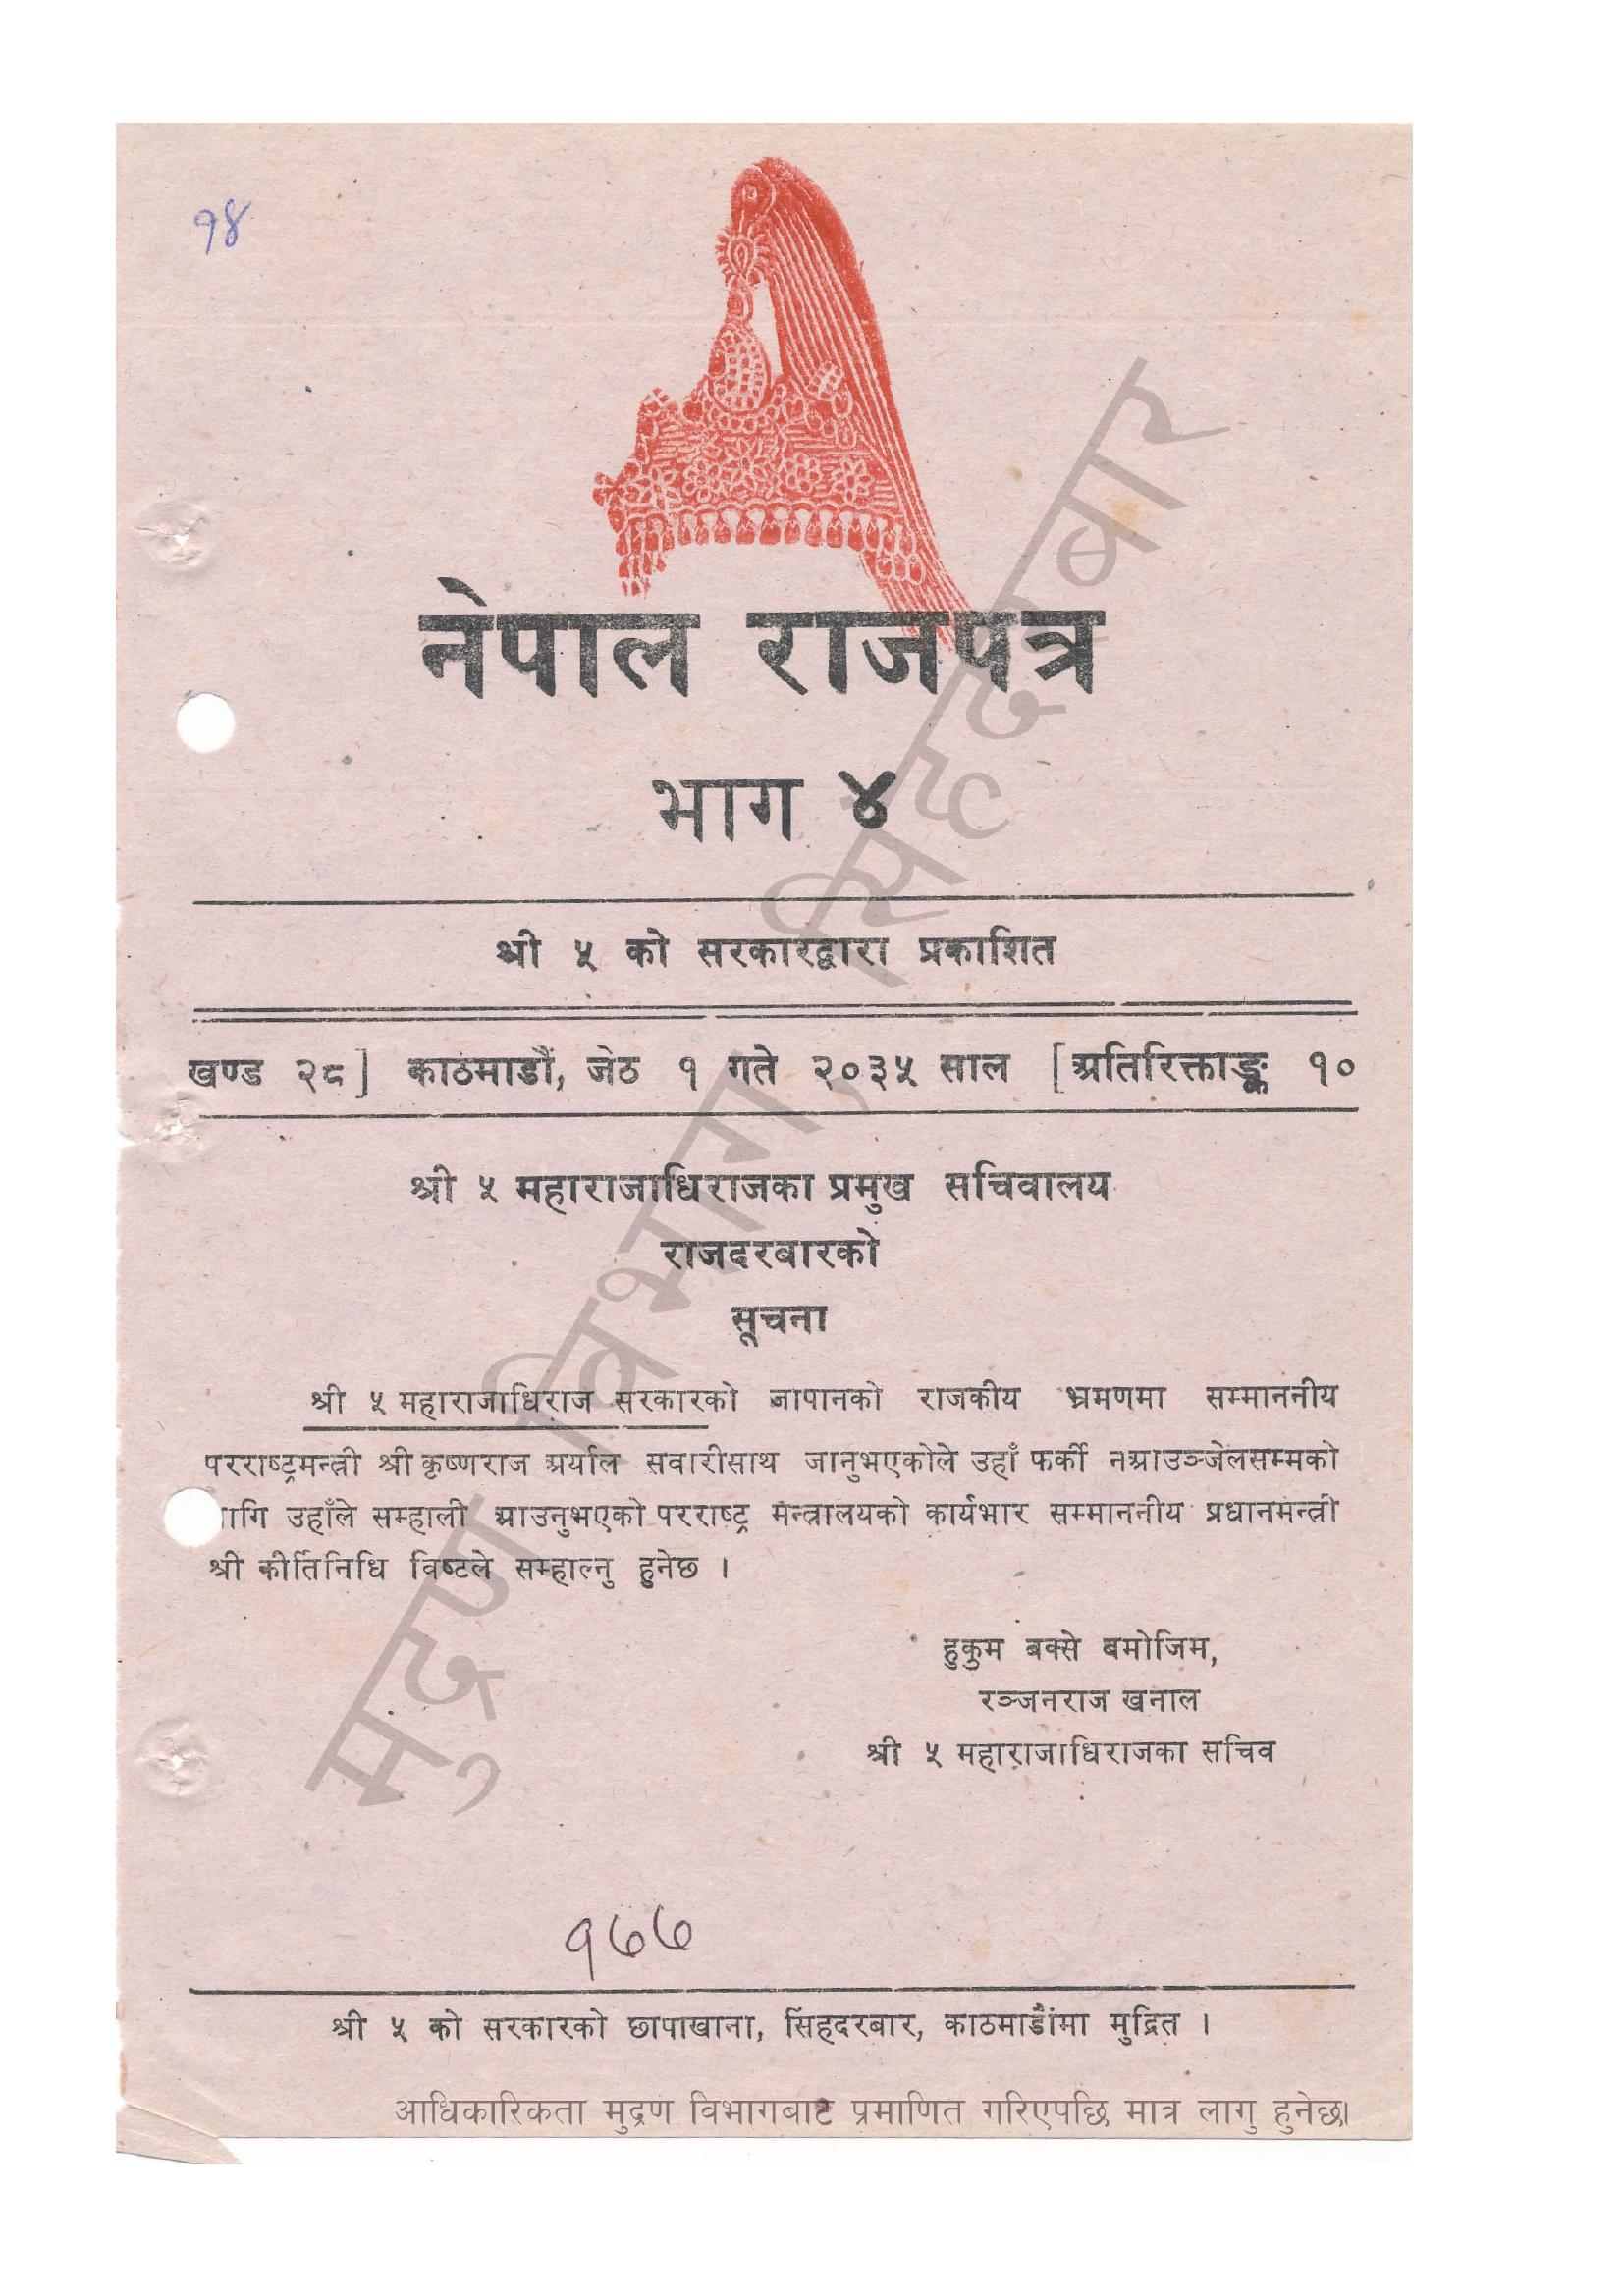 १४
नेपाल राजपत्र
भाग ४
श्री ५ को सरकारद्वारा प्रकाशित
खण्ड २८] काठमाडौं, जेठ १ गते २०३५ साल [अतिरिक्ताङ्क १०
श्री ५ महाराजाधिराजका प्रमुख सचिवालय
राजदरबारको
सूचना
श्री ५ महाराजाधिराज सरकारको जापानको राजकीय भ्रमणमा सम्माननीय
परराष्ट्रमन्त्री श्री कृष्णराज अर्याल सवारीसाथ जानुभएकोले उहाँ फर्की नआउञ्जेलसम्मको
ागि उहाँले सम्हाली आउनुभएको परराष्ट्र मन्त्रालयको कार्यभार सम्माननीय प्रधानमन्त्री
श्री कीर्तिनिधि विष्टले सम्हाल्नु हुनेछ ।
हुकुम बक्से बमोजिम,
रञ्जनराज खनाल
श्री ५ महाराजाधिराजका सचिव
१७७
श्री ५ को सरकारको छापाखाना, सिंहदरबार, काठमाडौंमा मुद्रित ।
आधिकारिकता मुद्रण विभागबाट प्रमाणित गरिएपछि मात्र लागु हुनेछ।
मुद्रण विभाग, सिंहदरबार